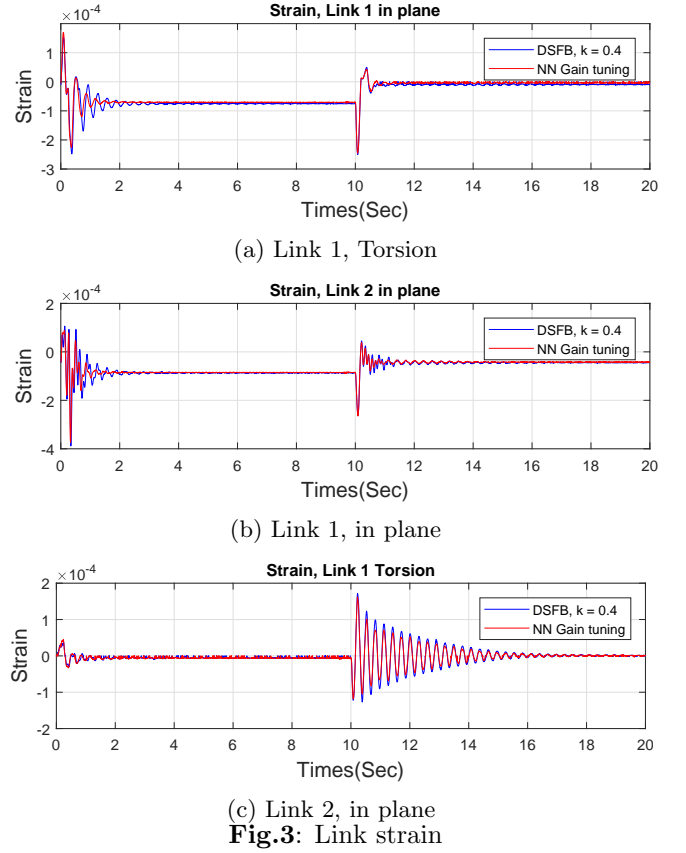 Strain, Link 1 in plane
×10⁻⁴
DSFB, k = 0.4
NN Gain tuning
1
0
-1
-2
-3
Strain
0 2 4 6 8 10 12 14 16 18 20
Times(Sec)
(a) Link 1, Torsion
Strain, Link 2 in plane
×10⁻⁴
DSFB, k = 0.4
NN Gain tuning
2
0
-2
-4
Strain
0 2 4 6 8 10 12 14 16 18 20
Times(Sec)
(b) Link 1, in plane
Strain, Link 1 Torsion
×10⁻⁴
DSFB, k = 0.4
NN Gain tuning
2
1
0
-1
-2
Strain
0 2 4 6 8 10 12 14 16 18 20
Times(Sec)
(c) Link 2, in plane
Fig.3: Link strain